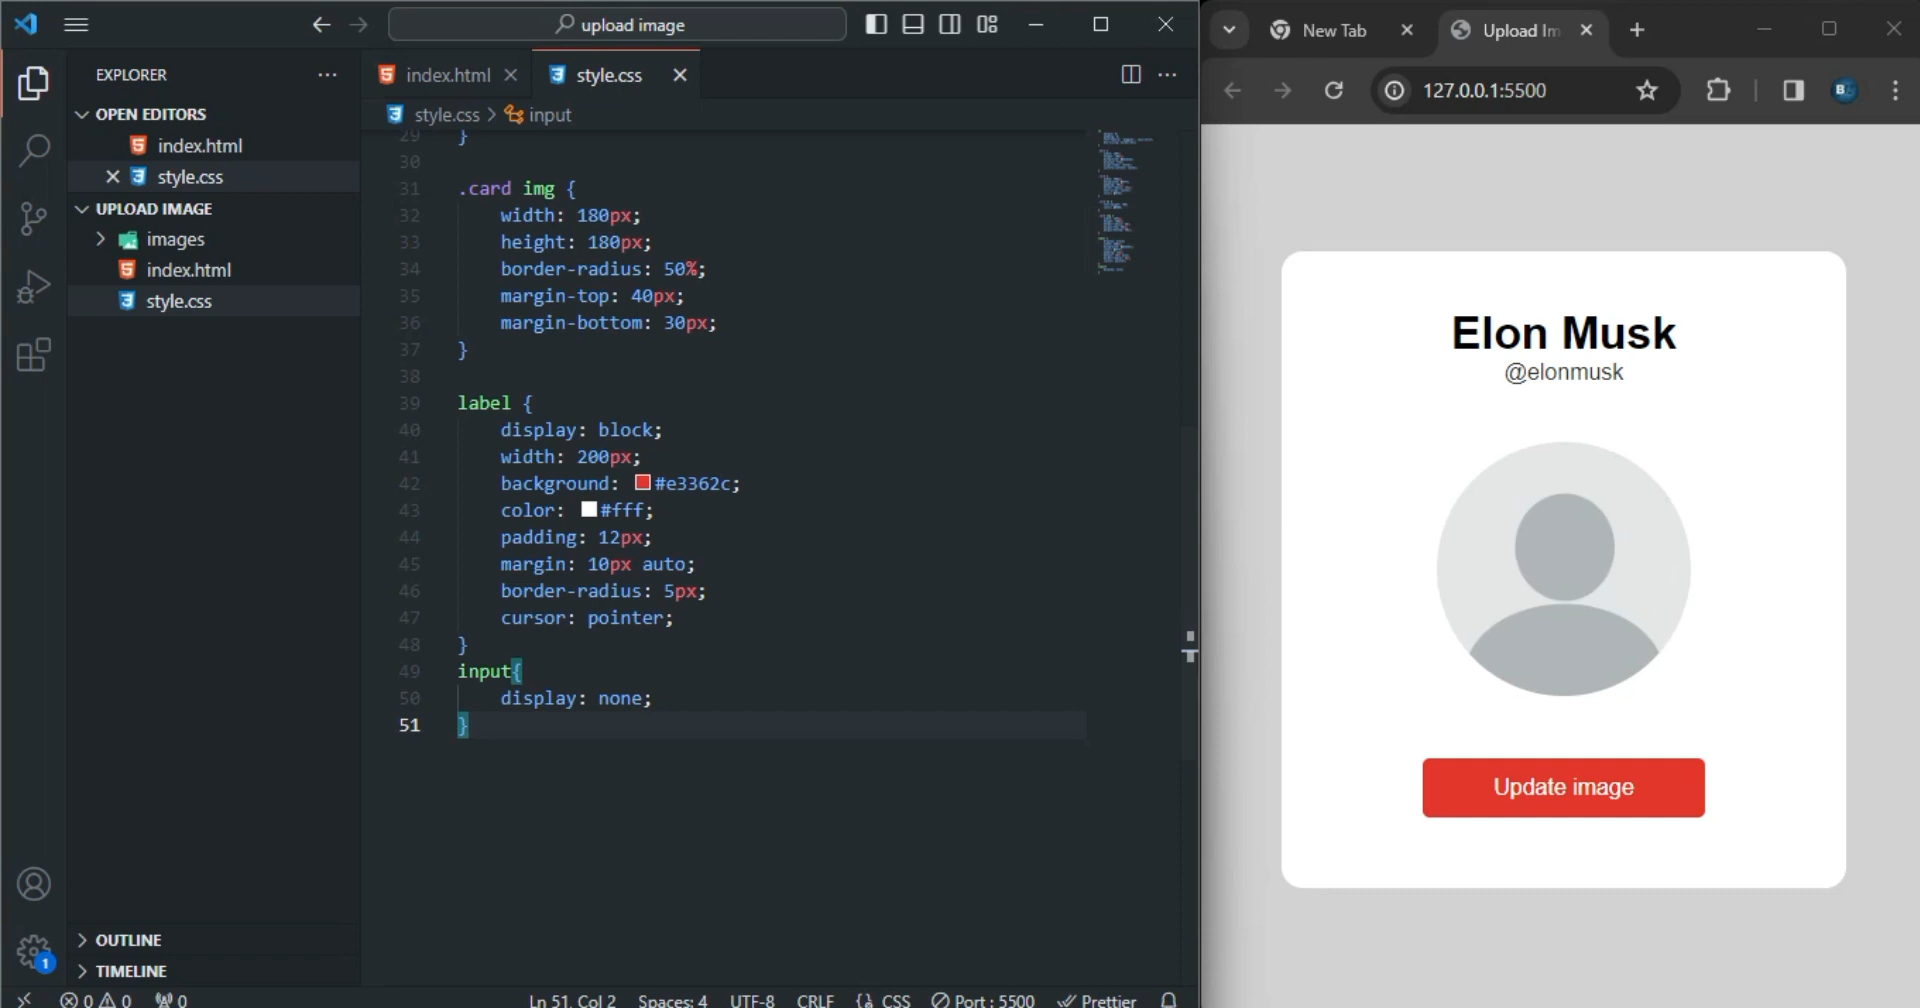 upload image
EXPLORER
OPEN EDITORS
index.html
style.css
UPLOAD IMAGE
images
index.html
style.css
OUTLINE
TIMELINE
1
index.html
style.css
style.css > input
29 }
30
31 .card img {
32 width: 180px;
33 height: 180px;
34 border-radius: 50%;
35 margin-top: 40px;
36 margin-bottom: 30px;
37 }
38
39 label {
40 display: block;
41 width: 200px;
42 background: #e3362c;
43 color: #fff;
44 padding: 12px;
45 margin: 10px auto;
46 border-radius: 5px;
47 cursor: pointer;
48 }
49 input{
50 display: none;
51 }
0 0 0 Ln 51, Col 2 Spaces: 4 UTF-8 CRLF {} CSS Port : 5500 Prettier
New Tab
Upload Im
127.0.0.1:5500
Elon Musk
@elonmusk
Update image